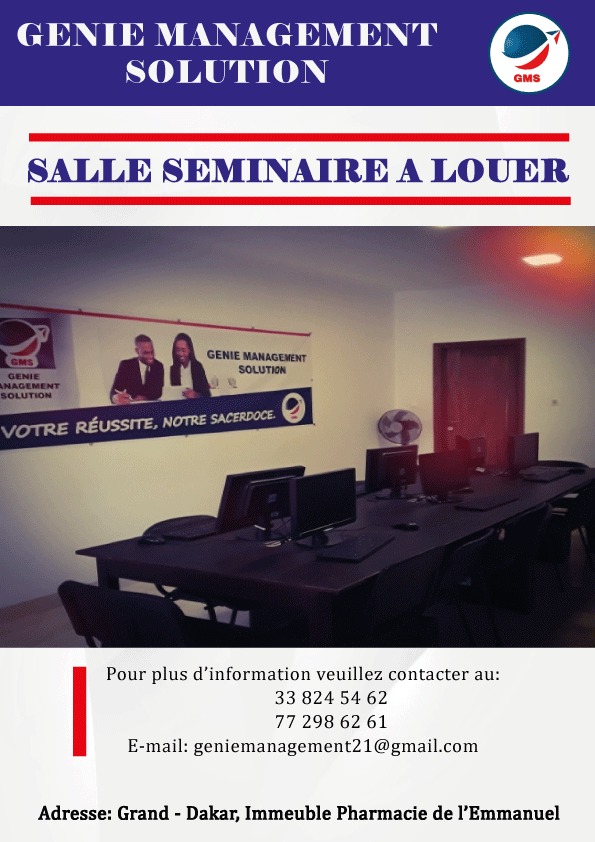 GENIE MANAGEMENT
SOLUTION
GMS
SALLE SEMINAIRE A LOUER
GMS
GENIE
MANAGEMENT
SOLUTION
GENIE MANAGEMENT
SOLUTION
VOTRE RÉUSSITE, NOTRE SACERDOCE.
Pour plus d'information veuillez contacter au:
33 824 54 62
77 298 62 61
E-mail: geniemanagement21@gmail.com
Adresse: Grand - Dakar, Immeuble Pharmacie de l'Emmanuel